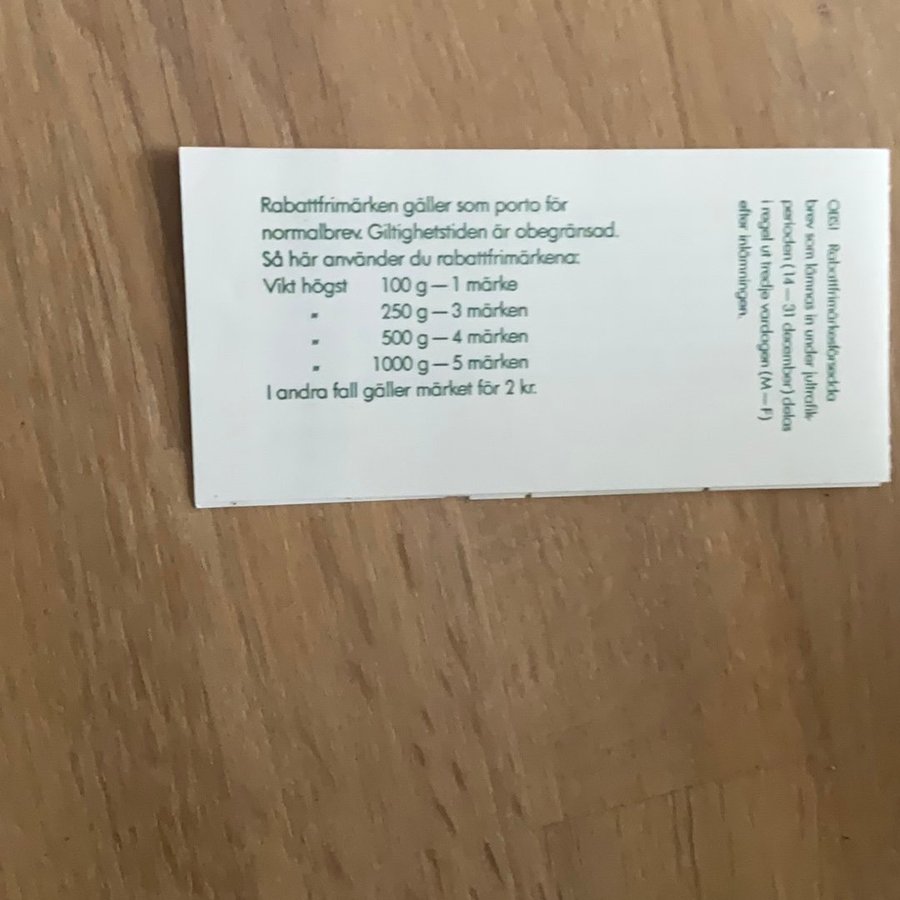 Rabattfrimärken gäller som porto för
normalbrev. Giltighetstiden är obegränsad.
Så här använder du rabattfrimärkena:
Vikt högst 100 g — 1 märke
" 250 g — 3 märken
" 500 g — 4 märken
" 1000 g — 5 märken
I andra fall gäller märket för 2 kr.
OBS! Rabattfrimärksförsedda
brev som lämnas in under jultrafik-
perioden (14 — 31 december) delas
i regel ut tredje vardagen (M — F)
efter inlämningen.